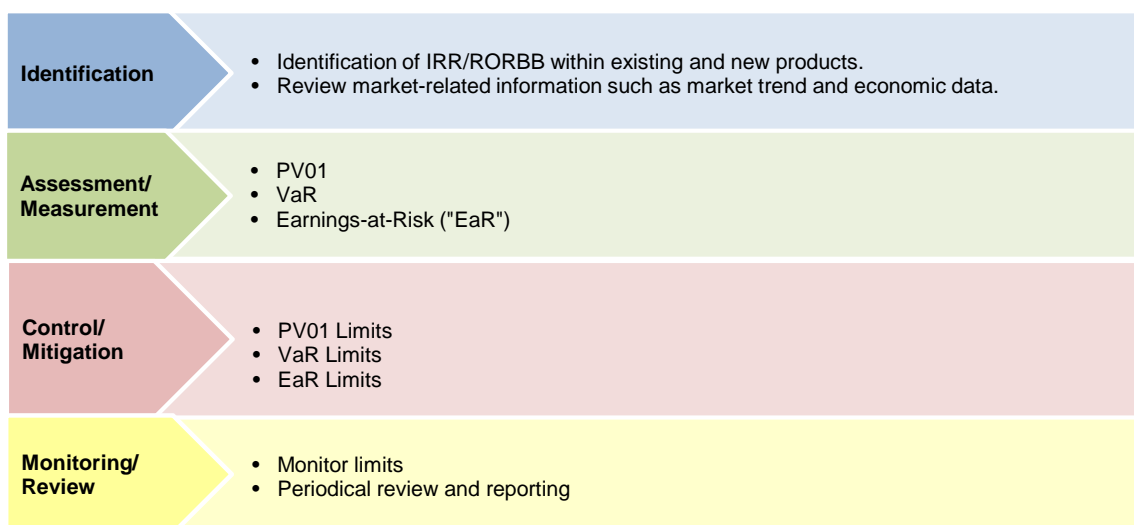 Identification
• Identification of IRR/RORBB within existing and new products.
• Review market-related information such as market trend and economic data.
Assessment/
Measurement
• PV01
• VaR
• Earnings-at-Risk ("EaR")
Control/
Mitigation
• PV01 Limits
• VaR Limits
• EaR Limits
Monitoring/
Review
• Monitor limits
• Periodical review and reporting